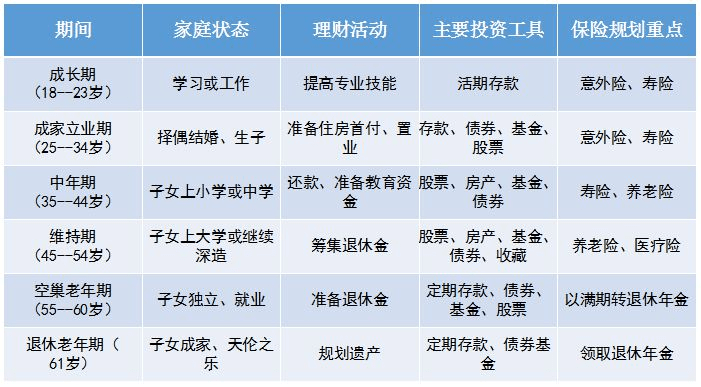 期间 家庭状态 理财活动 主要投资工具 保险规划重点
成长期
（18--23岁） 学习或工作 提高专业技能 活期存款 意外险、寿险
成家立业期
（25--34岁） 择偶结婚、生子 准备住房首付、置
业 存款、债券、基金、
股票 意外险、寿险
中年期
（35--44岁） 子女上小学或中学 还款、准备教育资
金 股票、房产、基金、
债券 寿险、养老险
维持期
（45--54岁） 子女上大学或继续
深造 筹集退休金 股票、房产、基金、
债券、收藏 养老险、医疗险
空巢老年期
（55--60岁） 子女独立、就业 准备退休金 定期存款、债券、
基金、股票 以满期转退休年金
退休老年期（
61岁） 子女成家、天伦之
乐 规划遗产 定期存款、债券基
金 领取退休年金